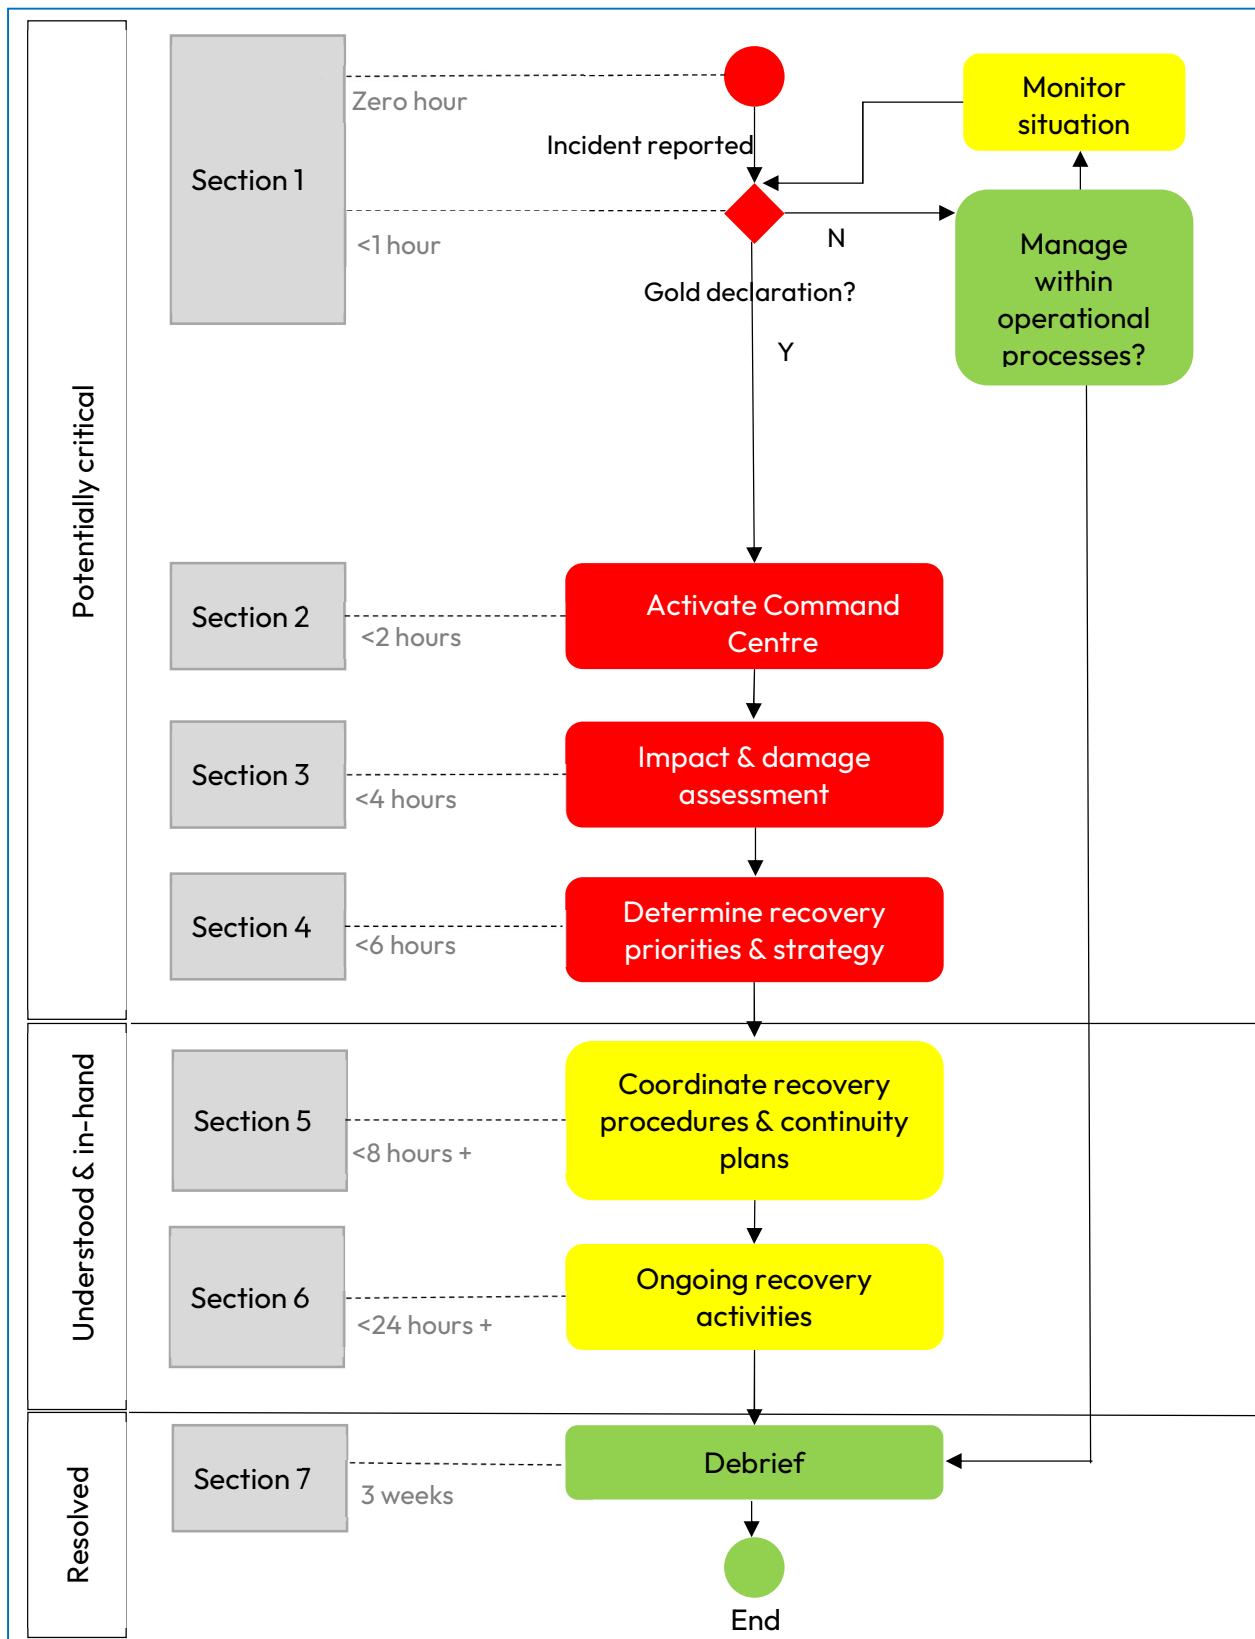 Potentially critical
Section 1
Zero hour
Incident reported
<1 hour
Gold declaration?
N
Y
Monitor
situation
Manage
within
operational
processes?
Section 2
<2 hours
Activate Command
Centre
Section 3
<4 hours
Impact & damage
assessment
Section 4
<6 hours
Determine recovery
priorities & strategy
Understood & in-hand
Section 5
<8 hours +
Coordinate recovery
procedures & continuity
plans
Section 6
<24 hours +
Ongoing recovery
activities
Resolved
Section 7
3 weeks
Debrief
End